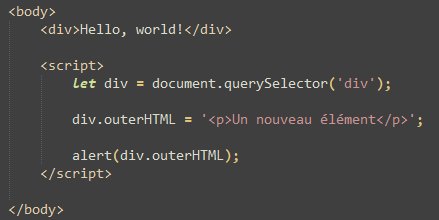 <body>
<div>Hello, world!</div>
<script>
let div = document.querySelector('div');
div.outerHTML = '<p>Un nouveau élément</p>';
alert(div.outerHTML);
</script>
</body>